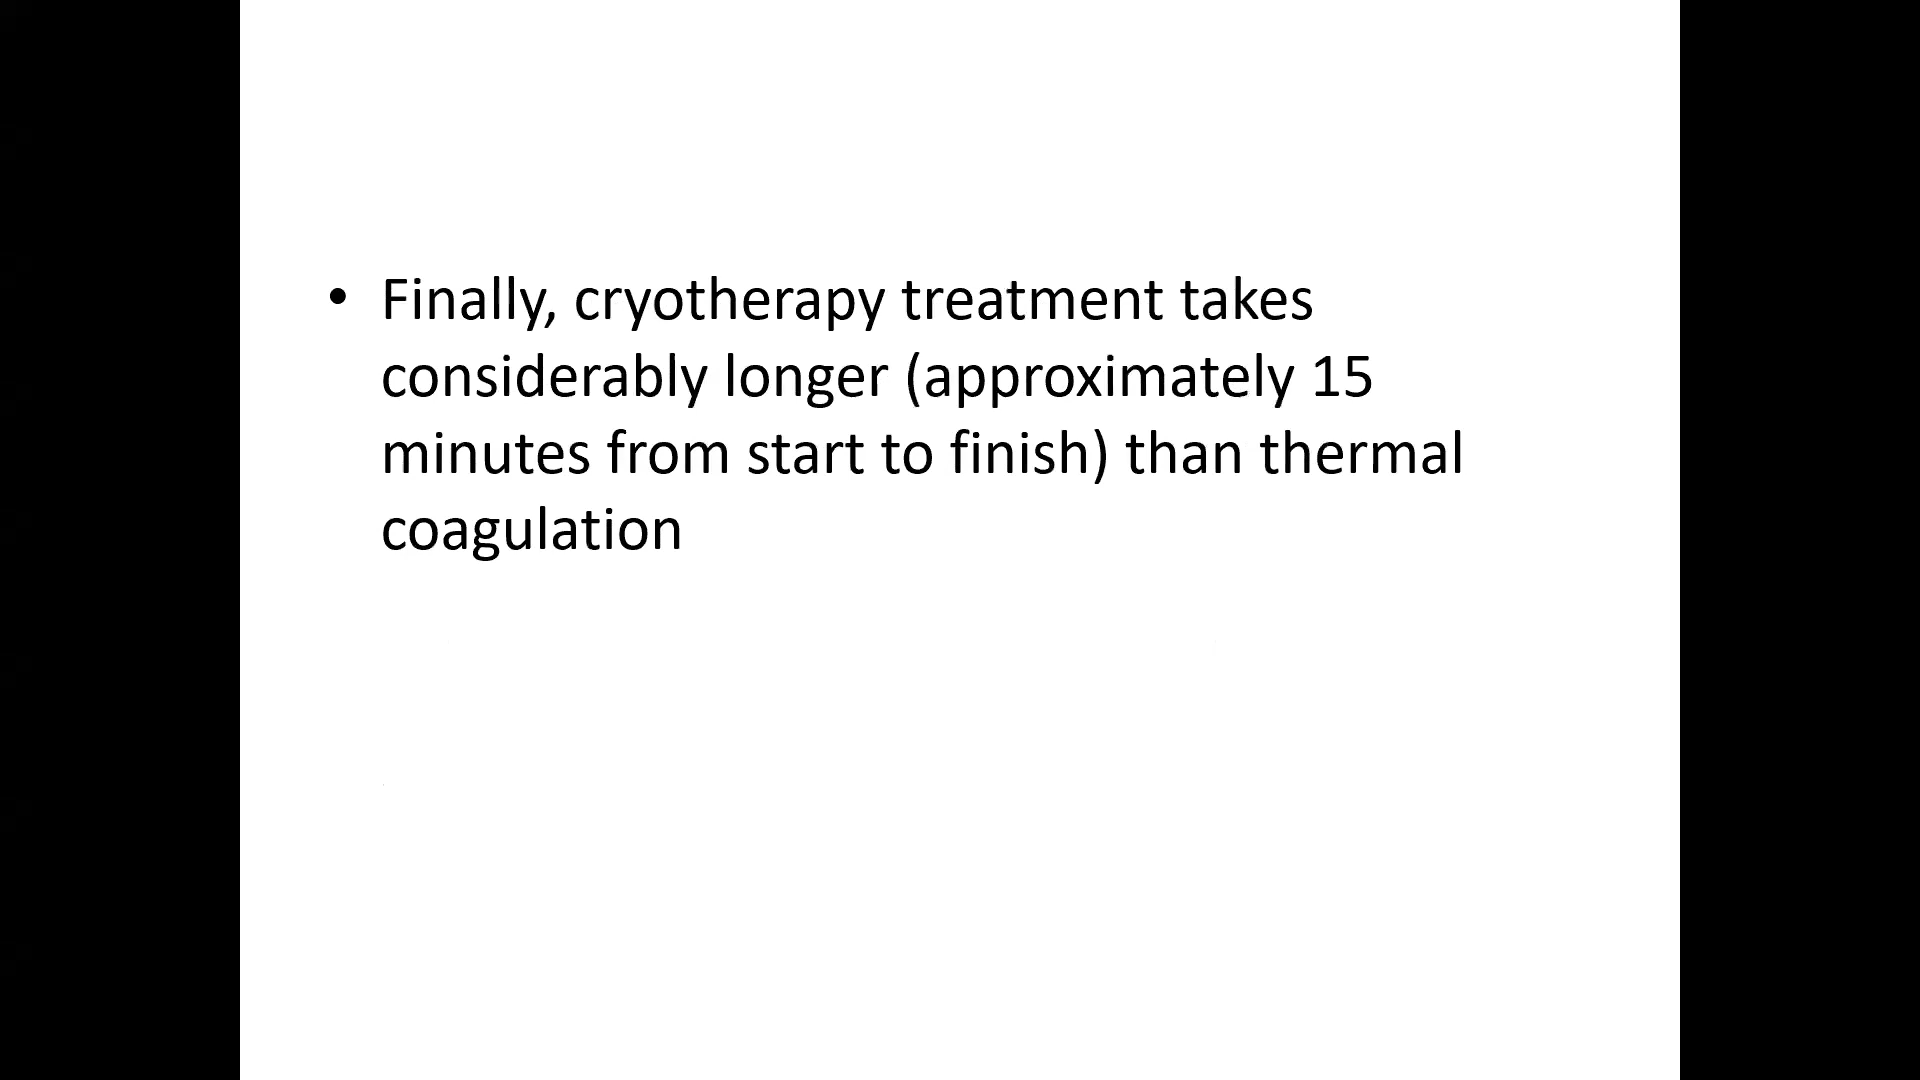 • Finally, cryotherapy treatment takes
considerably longer (approximately 15
minutes from start to finish) than thermal
coagulation